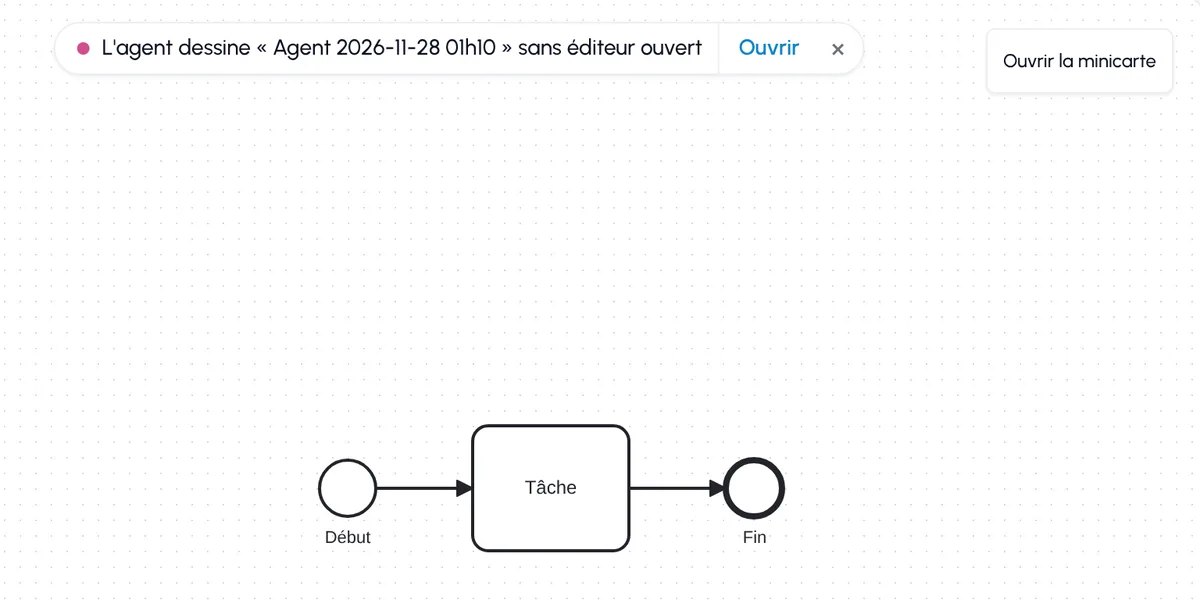 L'agent dessine « Agent 2026-11-28 01h10 » sans éditeur ouvert
Ouvrir
×
Ouvrir la minicarte
Tâche
Début
Fin